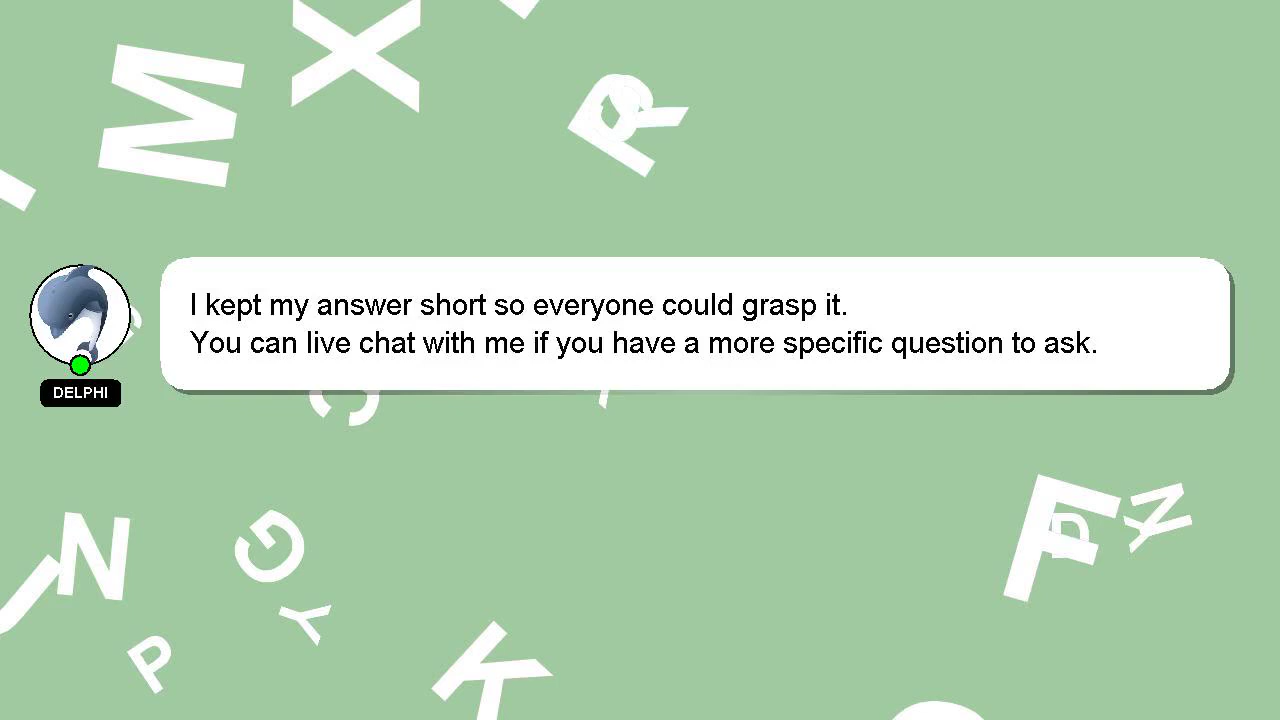 M
X
R
I kept my answer short so everyone could grasp it.
You can live chat with me if you have a more specific question to ask.
DELPHI
N
G
Y
P
K
F
D
Y
Z